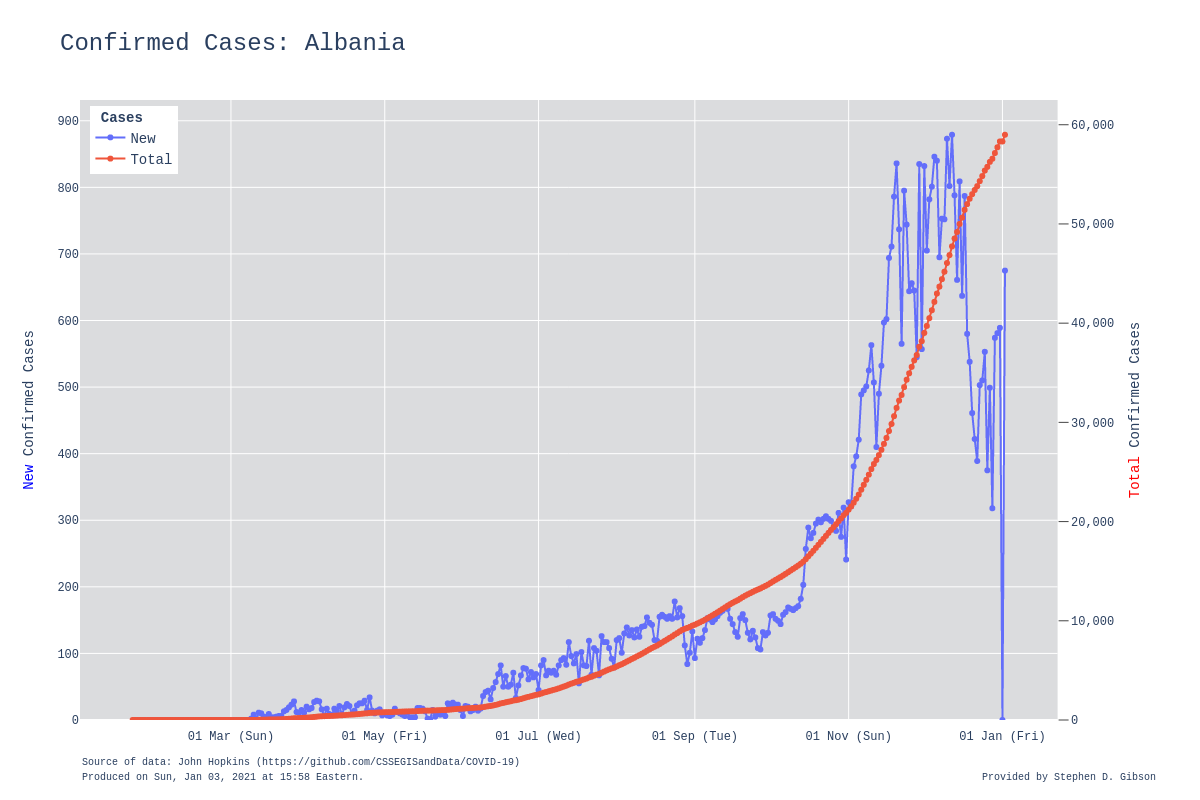 Confirmed Cases: Albania
Cases
New
Total
900
800
700
600
500
400
300
200
100
0
60,000
50,000
40,000
30,000
20,000
10,000
0
New Confirmed Cases
Total Confirmed Cases
01 Mar (Sun)
01 May (Fri)
01 Jul (Wed)
01 Sep (Tue)
01 Nov (Sun)
01 Jan (Fri)
Source of data: John Hopkins (https://github.com/CSSEGISandData/COVID-19)
Produced on Sun, Jan 03, 2021 at 15:58 Eastern.
Provided by Stephen D. Gibson